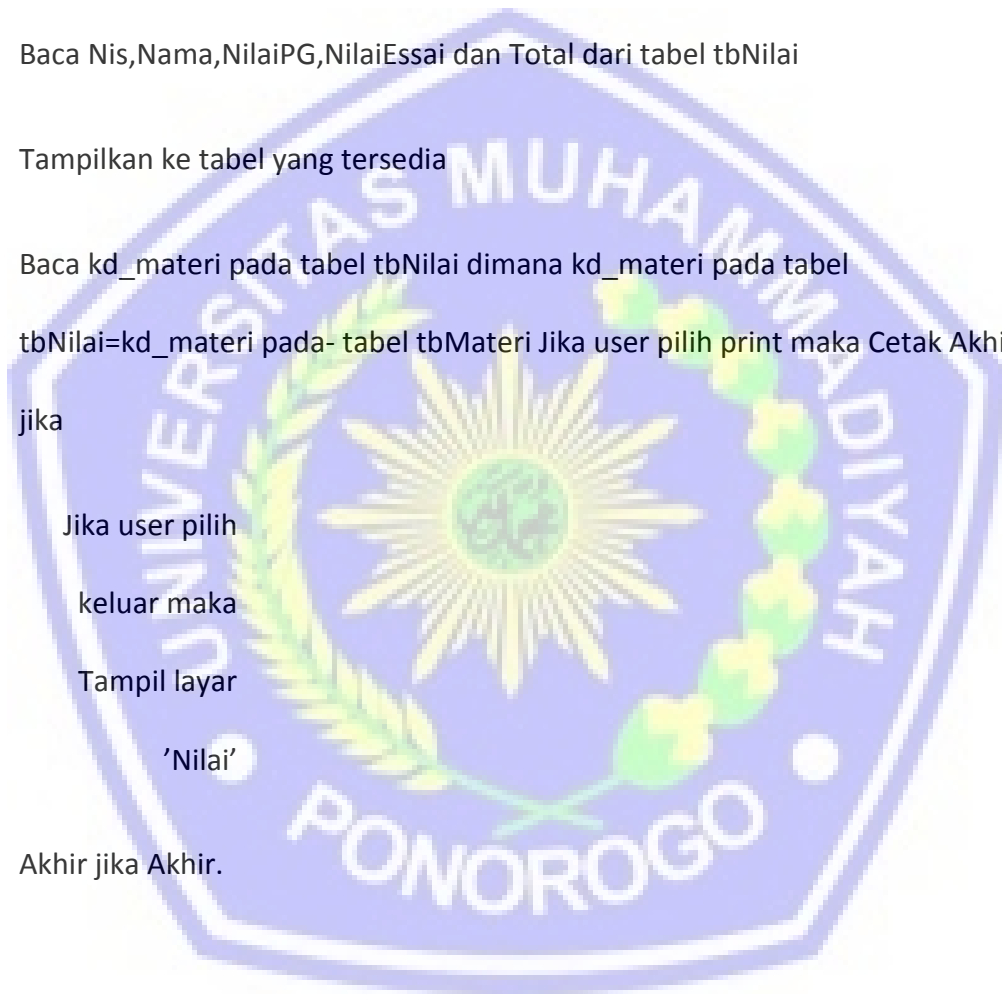 Baca Nis,Nama,NilaiPG,NilaiEssai dan Total dari tabel tbNilai
Tampilkan ke tabel yang tersedia
Baca kd_materi pada tabel tbNilai dimana kd_materi pada tabel
tbNilai=kd_materi pada- tabel tbMateri Jika user pilih print maka Cetak Akhi
jika
Jika user pilih
keluar maka
Tampil layar
’Nilai’
Akhir jika Akhir.
UNIVERSITAS MUHAMMADIYAH
PONOROGO